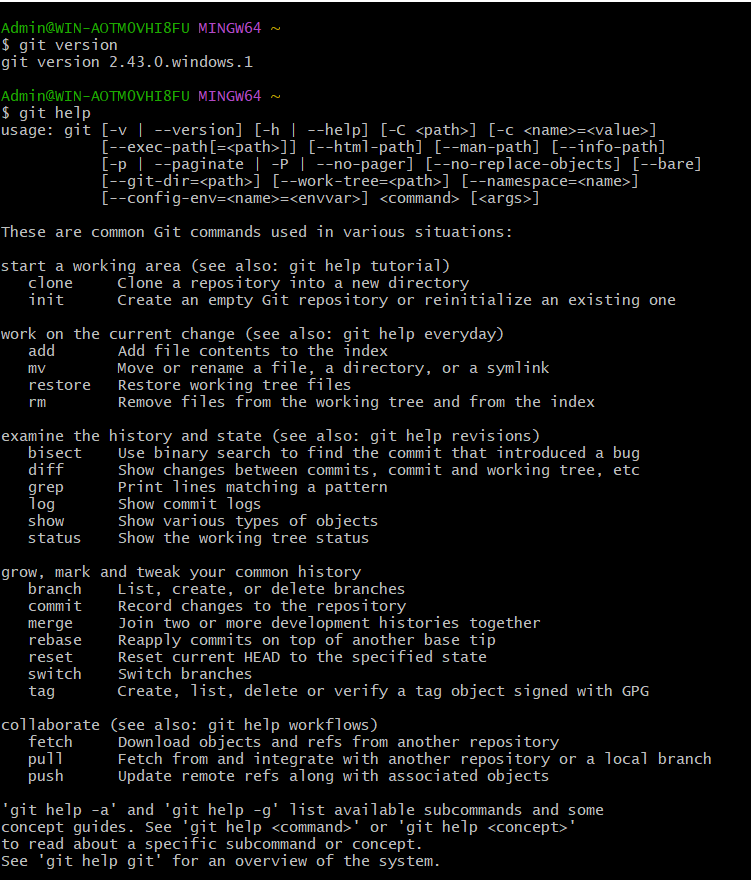 Admin@WIN-AOTMOVHI8FU MINGW64 ~
$ git version
git version 2.43.0.windows.1

Admin@WIN-AOTMOVHI8FU MINGW64 ~
$ git help
usage: git [-v | --version] [-h | --help] [-C <path>] [-c <name>=<value>]
           [--exec-path[=<path>]] [--html-path] [--man-path] [--info-path]
           [-p | --paginate | -P | --no-pager] [--no-replace-objects] [--bare]
           [--git-dir=<path>] [--work-tree=<path>] [--namespace=<name>]
           [--config-env=<name>=<envvar>] <command> [<args>]

These are common Git commands used in various situations:

start a working area (see also: git help tutorial)
   clone     Clone a repository into a new directory
   init      Create an empty Git repository or reinitialize an existing one

work on the current change (see also: git help everyday)
   add       Add file contents to the index
   mv        Move or rename a file, a directory, or a symlink
   restore   Restore working tree files
   rm        Remove files from the working tree and from the index

examine the history and state (see also: git help revisions)
   bisect    Use binary search to find the commit that introduced a bug
   diff      Show changes between commits, commit and working tree, etc
   grep      Print lines matching a pattern
   log       Show commit logs
   show      Show various types of objects
   status    Show the working tree status

grow, mark and tweak your common history
   branch    List, create, or delete branches
   commit    Record changes to the repository
   merge     Join two or more development histories together
   rebase    Reapply commits on top of another base tip
   reset     Reset current HEAD to the specified state
   switch    Switch branches
   tag       Create, list, delete or verify a tag object signed with GPG

collaborate (see also: git help workflows)
   fetch     Download objects and refs from another repository
   pull      Fetch from and integrate with another repository or a local branch
   push      Update remote refs along with associated objects

'git help -a' and 'git help -g' list available subcommands and some
concept guides. See 'git help <command>' or 'git help <concept>'
to read about a specific subcommand or concept.
See 'git help git' for an overview of the system.